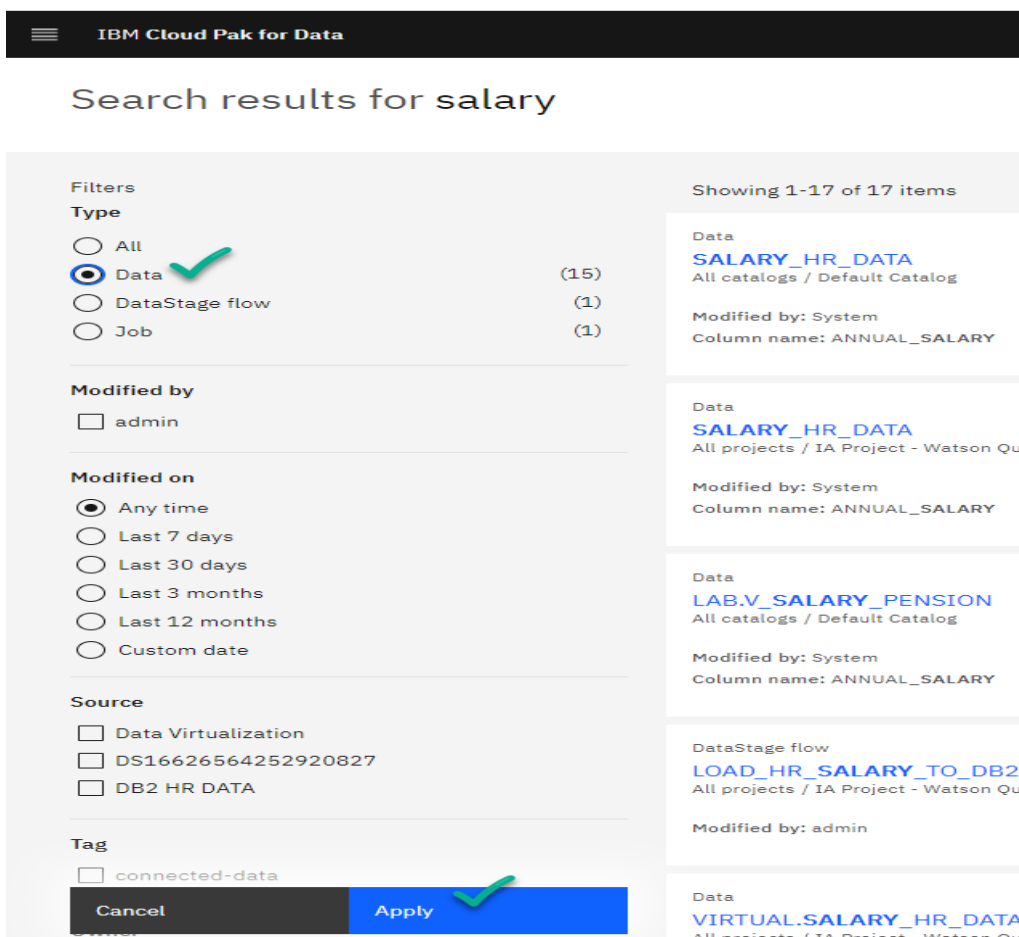 IBM Cloud Pak for Data
Search results for salary
Filters
Type
All
Data (15)
DataStage flow (1)
Job (1)
Modified by
admin
Modified on
Any time
Last 7 days
Last 30 days
Last 3 months
Last 12 months
Custom date
Source
Data Virtualization
DS16626564252920827
DB2 HR DATA
Tag
connected-data
Cancel Apply
Showing 1-17 of 17 items
Data
SALARY_HR_DATA
All catalogs / Default Catalog
Modified by: System
Column name: ANNUAL_SALARY
Data
SALARY_HR_DATA
All projects / IA Project - Watson Qu
Modified by: System
Column name: ANNUAL_SALARY
Data
LAB.V_SALARY_PENSION
All catalogs / Default Catalog
Modified by: System
Column name: ANNUAL_SALARY
DataStage flow
LOAD_HR_SALARY_TO_DB2
All projects / IA Project - Watson Qu
Modified by: admin
Data
VIRTUAL.SALARY_HR_DATA